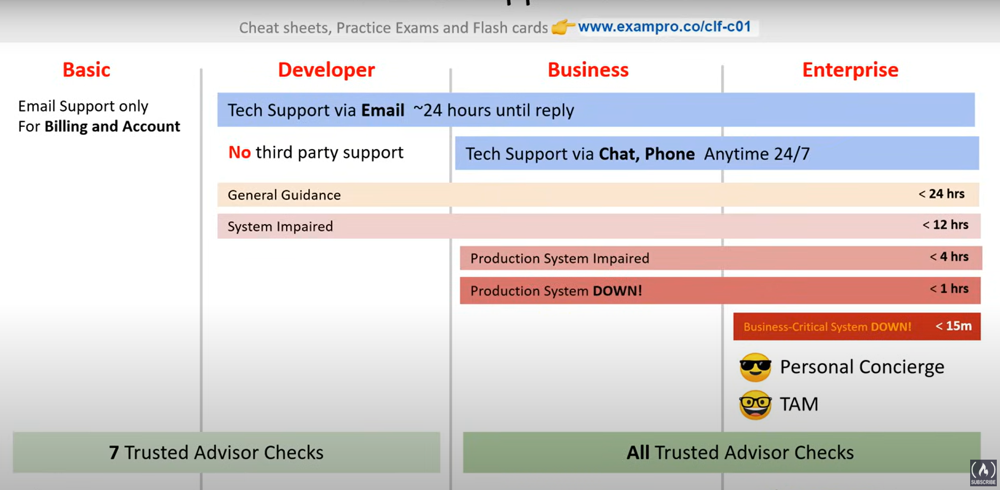 Cheat sheets, Practice Exams and Flash cards 👉 www.exampro.co/clf-c01
Basic
Developer
Business
Enterprise
Email Support only
For Billing and Account
Tech Support via Email ~24 hours until reply
No third party support
Tech Support via Chat, Phone Anytime 24/7
General Guidance < 24 hrs
System Impaired < 12 hrs
Production System Impaired < 4 hrs
Production System DOWN! < 1 hrs
Business-Critical System DOWN! < 15m
😎 Personal Concierge
🤓 TAM
7 Trusted Advisor Checks
All Trusted Advisor Checks
SUBSCRIBE